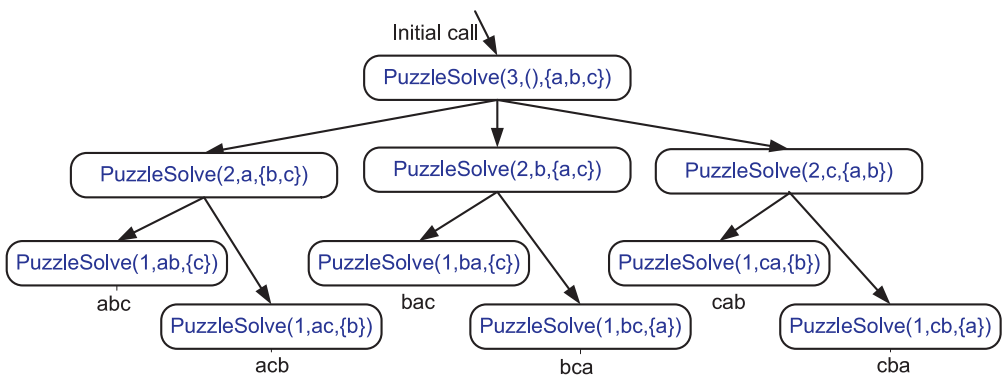 Initial call
PuzzleSolve(3,(),{a,b,c})
PuzzleSolve(2,a,{b,c})
PuzzleSolve(2,b,{a,c})
PuzzleSolve(2,c,{a,b})
PuzzleSolve(1,ab,{c})
abc
PuzzleSolve(1,ba,{c})
bac
PuzzleSolve(1,ca,{b})
cab
PuzzleSolve(1,ac,{b})
acb
PuzzleSolve(1,bc,{a})
bca
PuzzleSolve(1,cb,{a})
cba